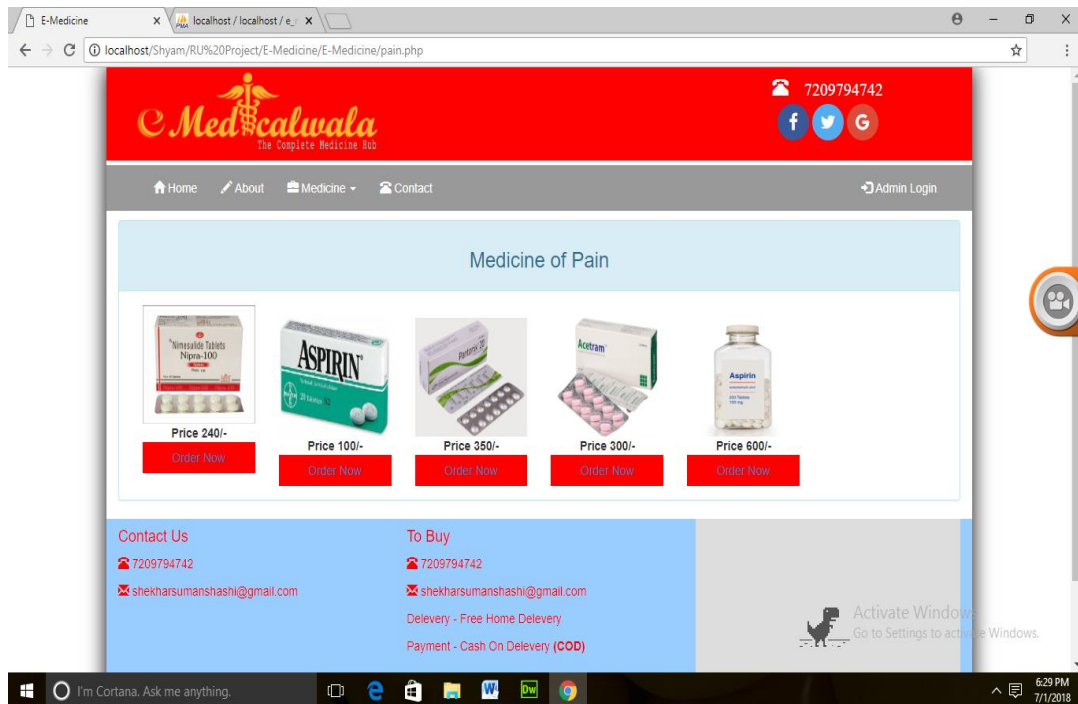 E-Medicine
localhost / localhost / e_
localhost/Shyam/RU%20Project/E-Medicine/E-Medicine/pain.php
e Medicalwala
The Complete Medicine Hub
7209794742
f G
Home About Medicine Contact
Admin Login
Medicine of Pain
Nimesulide Tablets
Nipra-100
ASPIRIN
Pantomix 20
Acetram
Aspirin
Price 240/-
Price 100/- Price 350/- Price 300/- Price 600/-
Order Now
Order Now Order Now Order Now Order Now
Contact Us
7209794742
shekharsumanshashi@gmail.com
To Buy
7209794742
shekharsumanshashi@gmail.com
Delevery - Free Home Delevery
Payment - Cash On Delevery (COD)
Activate Windows
Go to Settings to activate Windows.
I'm Cortana. Ask me anything.
6:29 PM
7/1/2018